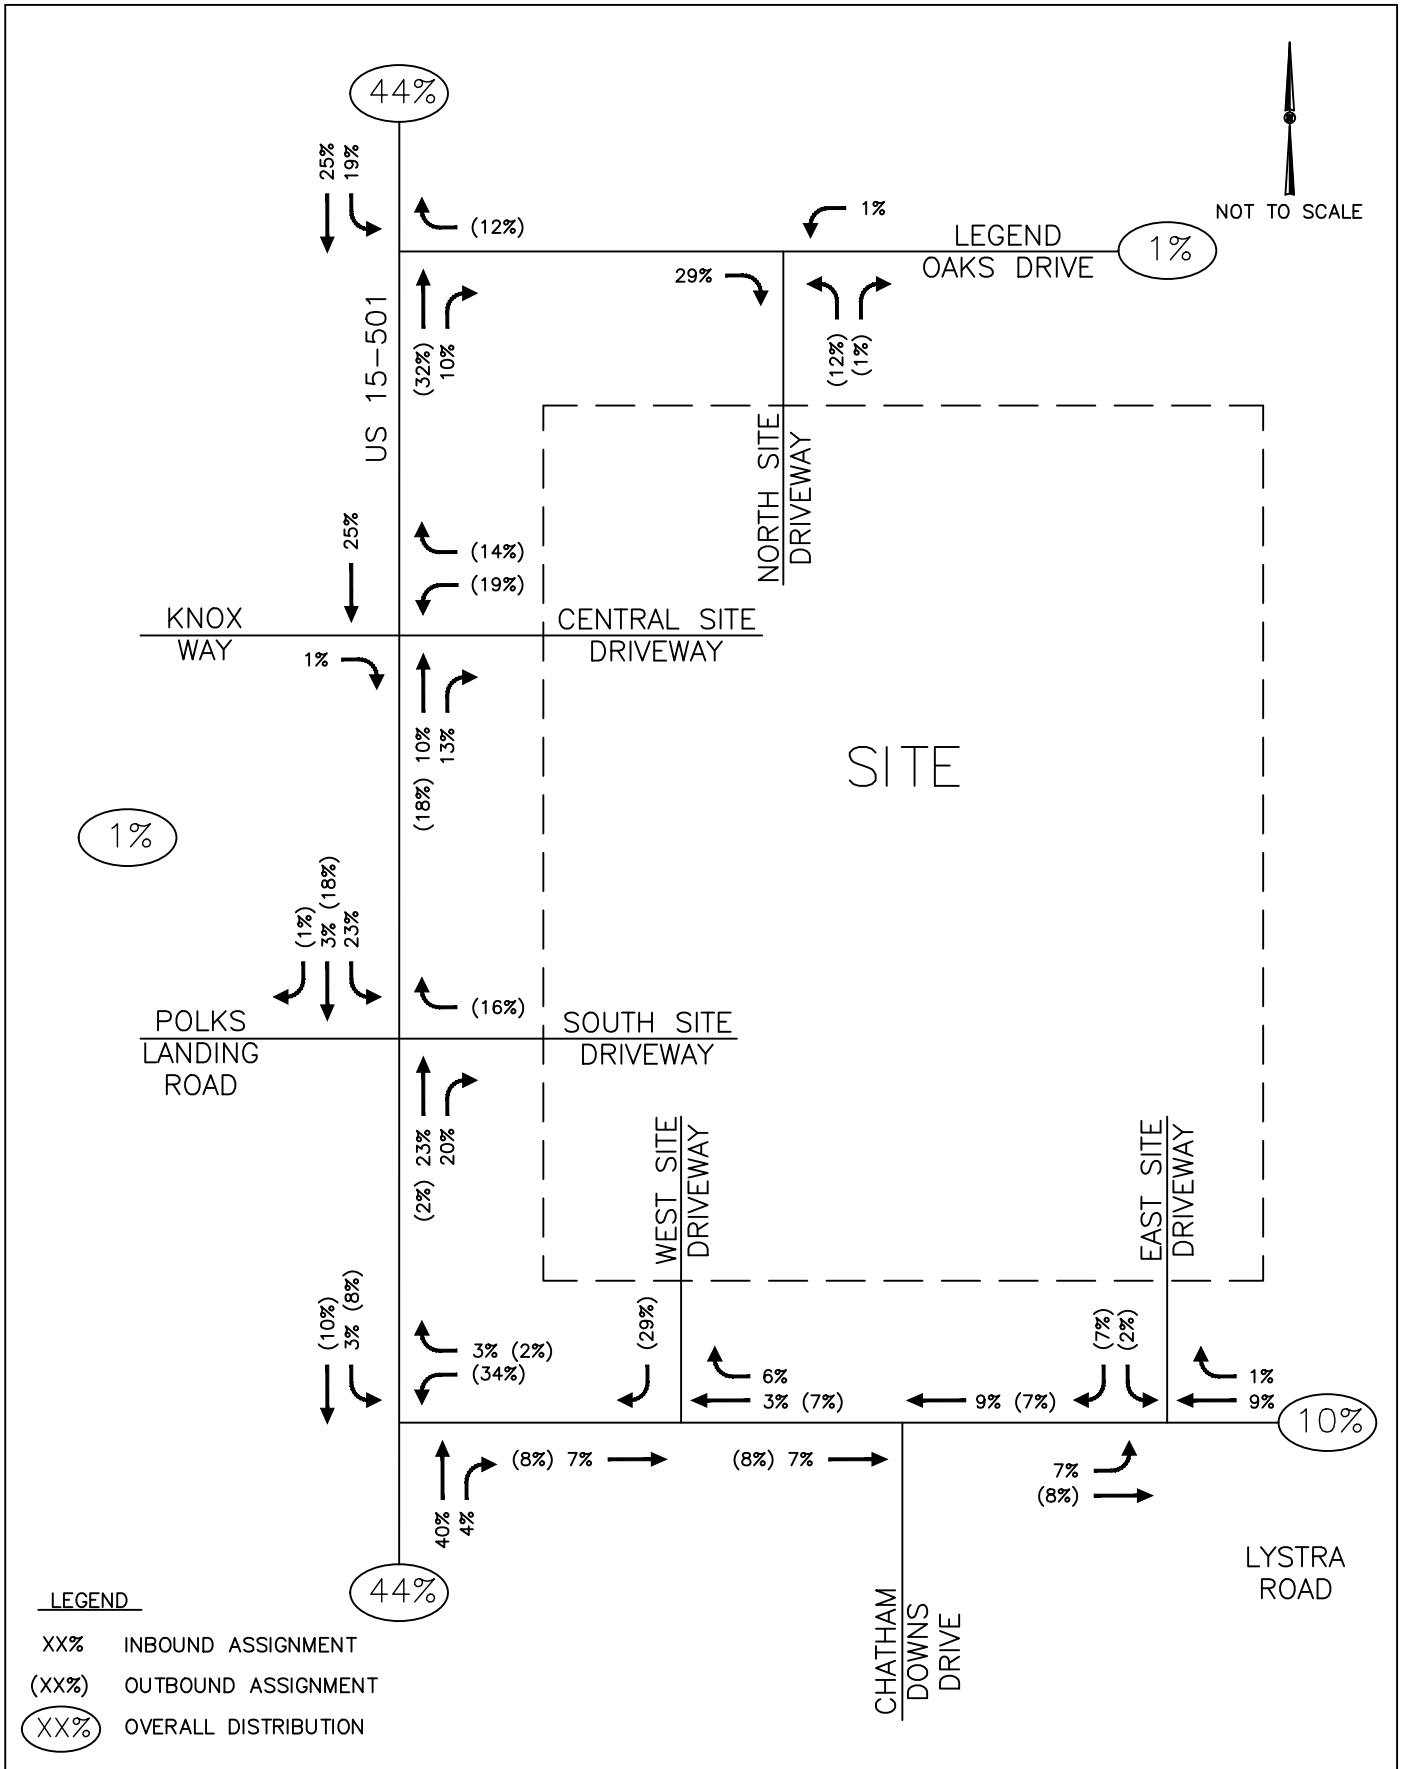 44%
25%
19%
(12%)
1%
NOT TO SCALE
LEGEND
OAKS DRIVE
1%
29%
(12%)
(1%)
(32%)
10%
US 15-501
NORTH SITE
DRIVEWAY
25%
(14%)
(19%)
KNOX
WAY
CENTRAL SITE
DRIVEWAY
1%
(18%) 10%
13%
SITE
1%
(1%)
3% (18%)
23%
(16%)
POLKS
LANDING
ROAD
SOUTH SITE
DRIVEWAY
(2%) 23%
20%
WEST SITE
DRIVEWAY
EAST SITE
DRIVEWAY
(10%)
3% (8%)
3% (2%)
(34%)
(29%)
6%
3% (7%)
9% (7%)
(7%)
(2%)
1%
9%
10%
(8%) 7%
(8%) 7%
7%
(8%)
40%
4%
44%
LYSTRA
ROAD
CHATHAM
DOWNS
DRIVE
LEGEND
XX% INBOUND ASSIGNMENT
(XX%) OUTBOUND ASSIGNMENT
XX% OVERALL DISTRIBUTION